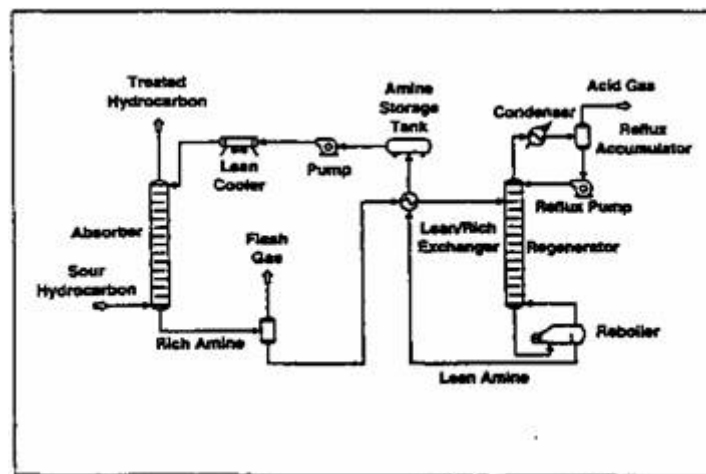 Treated
Hydrocarbon
Amine
Storage
Tank
Acid Gas
Condenser
Reflux
Accumulator
Lean
Cooler
Pump
Reflux Pump
Absorber
Flash
Gas
Lean/Rich
Exchanger
Regenerator
Sour
Hydrocarbon
Rich Amine
Reboiler
Lean Amine